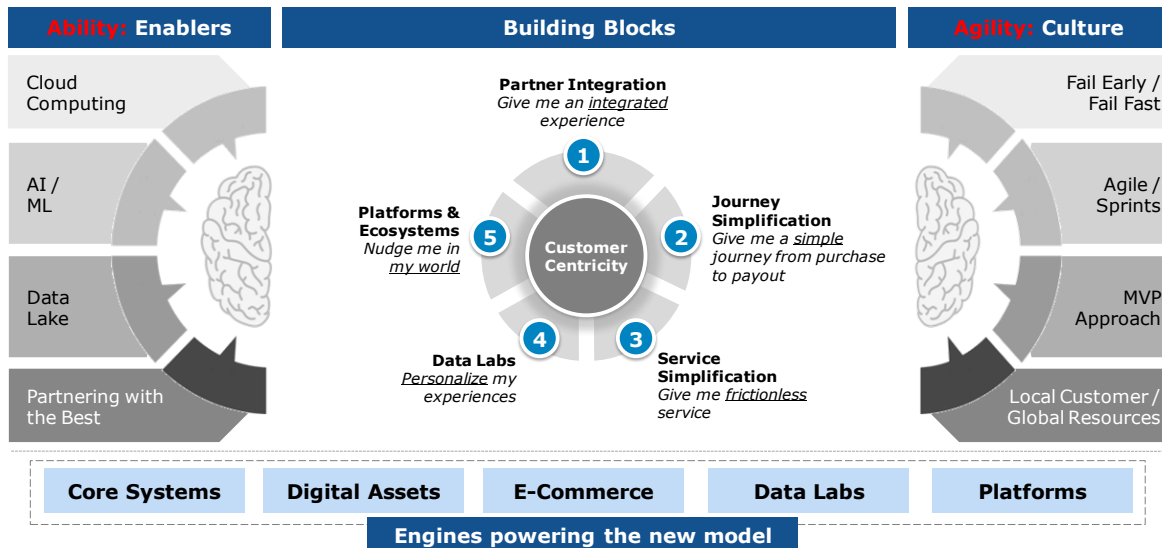 Ability: Enablers
Building Blocks
Agility: Culture
Cloud
Computing
AI /
ML
Data
Lake
Partnering with
the Best
Partner Integration
Give me an integrated
experience
1
Journey
Simplification
Give me a simple
journey from purchase
to payout
2
Service
Simplification
Give me frictionless
service
3
Data Labs
Personalize my
experiences
4
Platforms &
Ecosystems
Nudge me in
my world
5
Customer
Centricity
Fail Early /
Fail Fast
Agile /
Sprints
MVP
Approach
Local Customer /
Global Resources
Core Systems
Digital Assets
E-Commerce
Data Labs
Platforms
Engines powering the new model